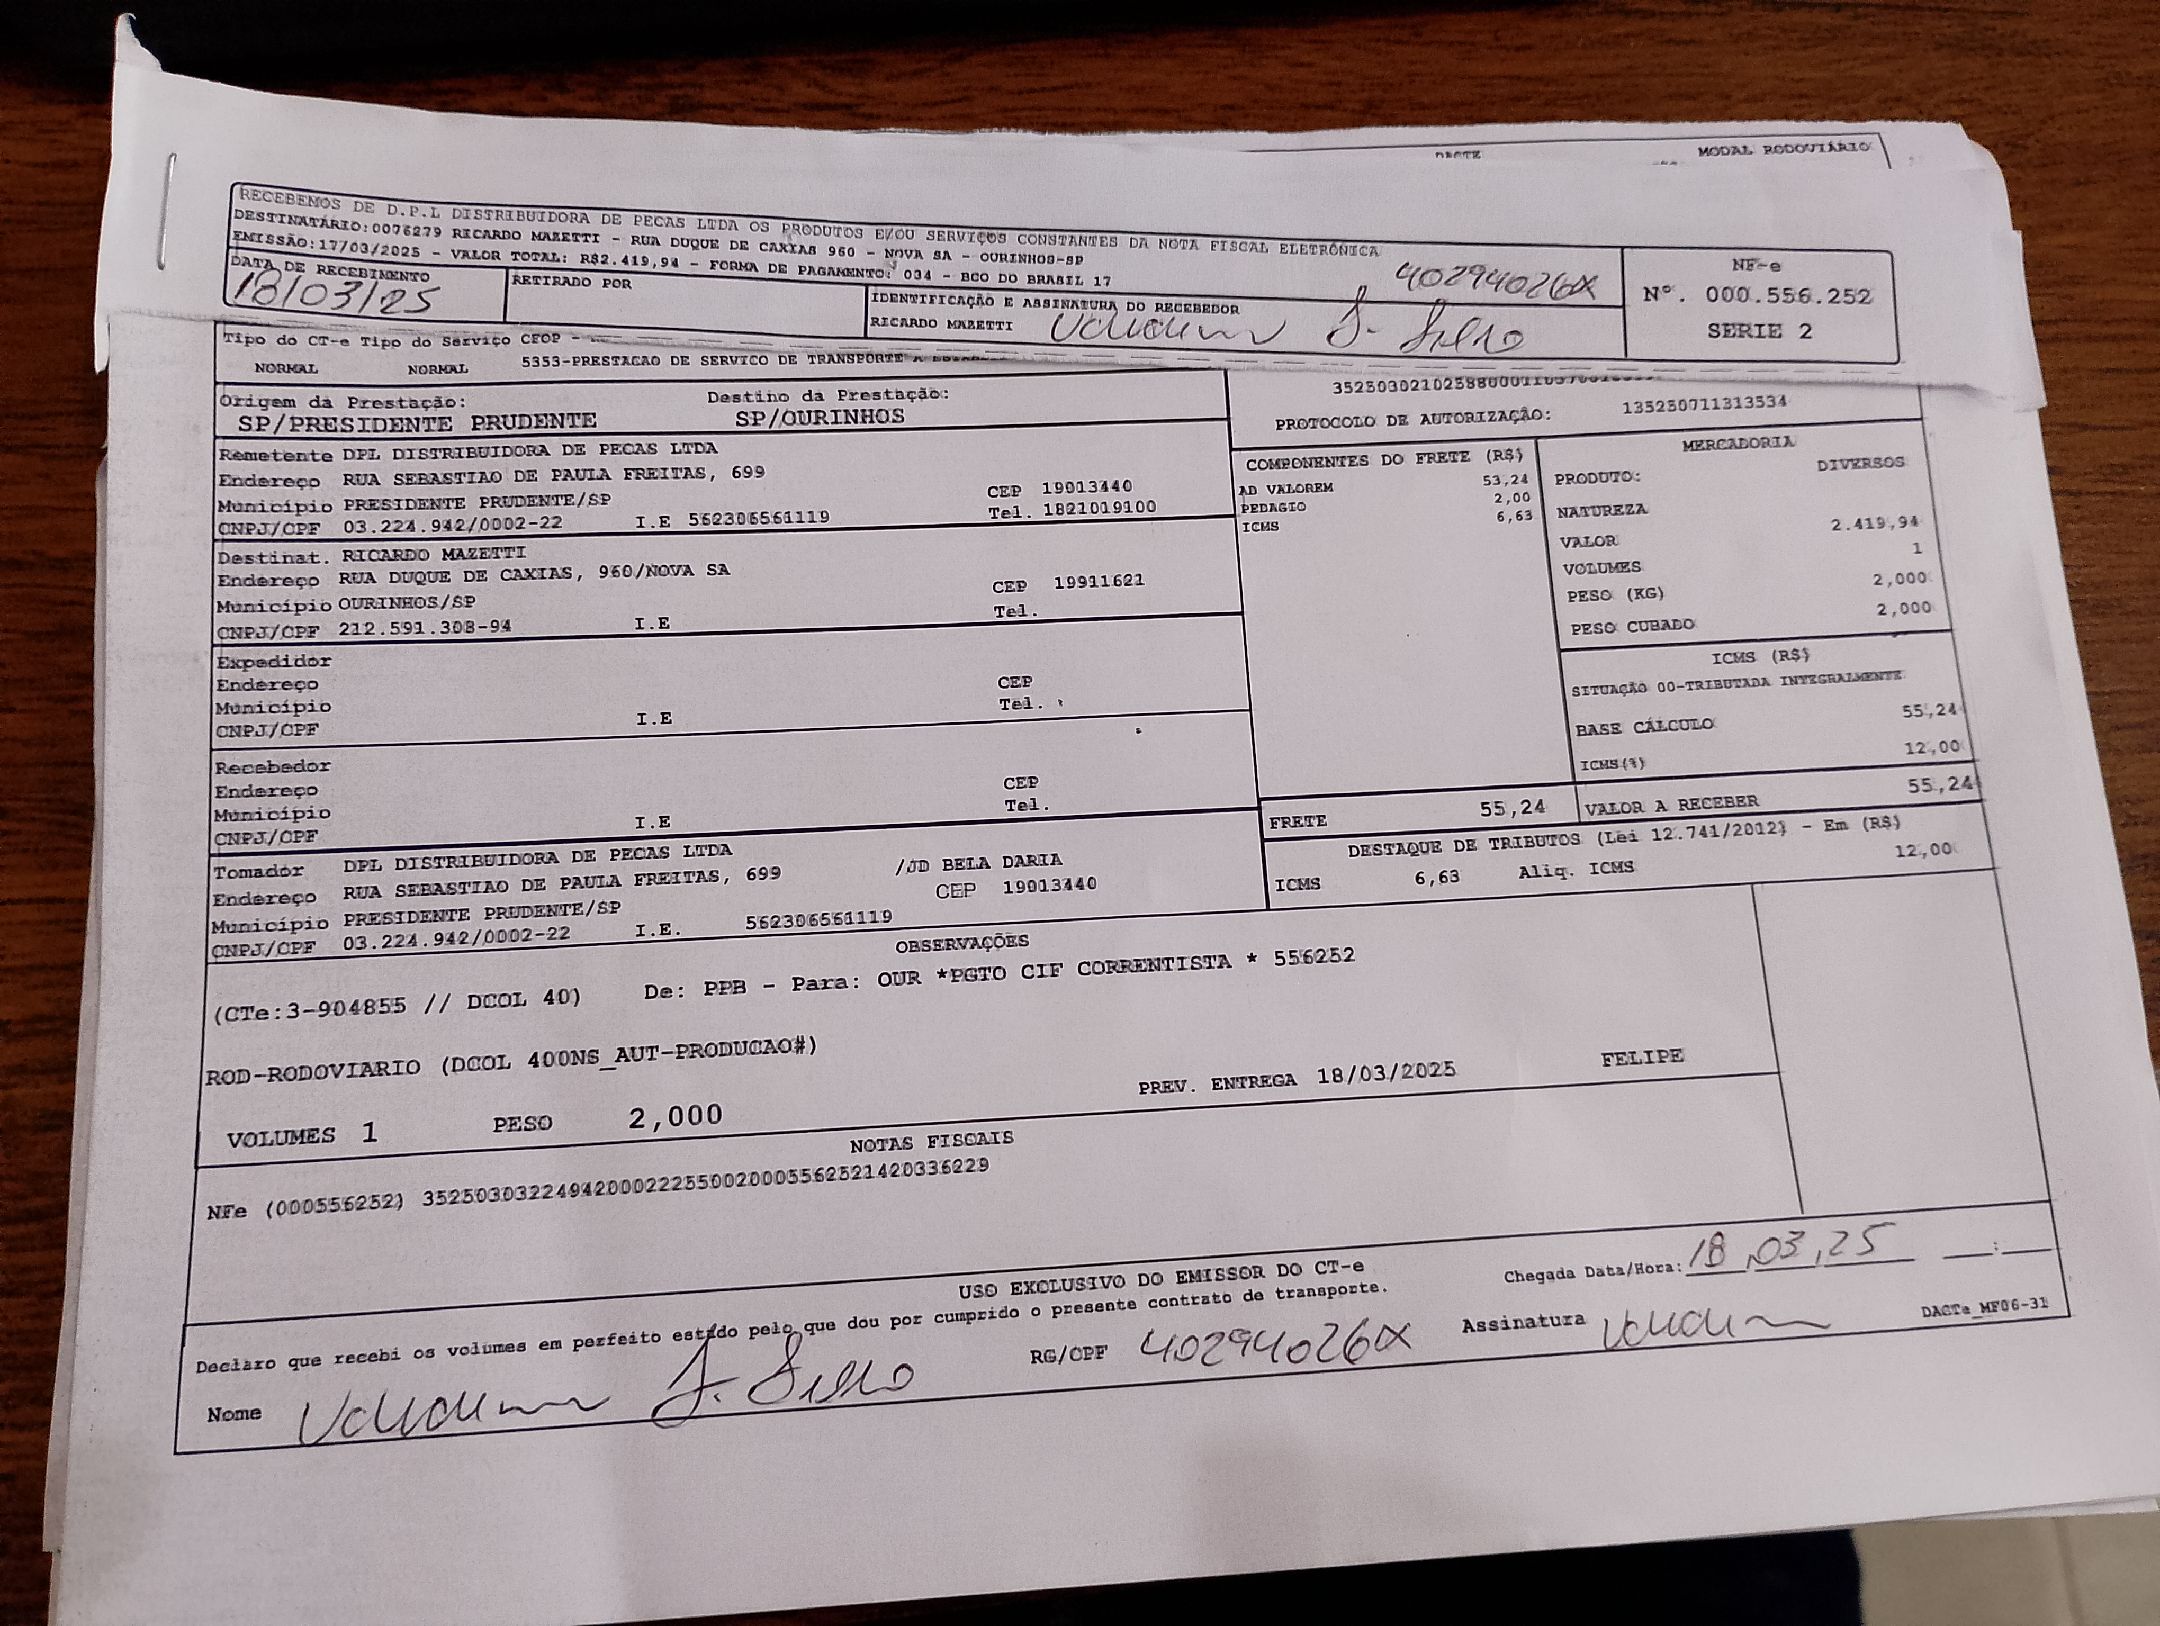 DACTE MODAL RODOVIÁRIO
RECEBEMOS DE D.P.L DISTRIBUIDORA DE PECAS LTDA OS PRODUTOS E/OU SERVIÇOS CONSTANTES DA NOTA FISCAL ELETRÔNICA
DESTINATÁRIO:0076279 RICARDO MAZETTI - RUA DUQUE DE CAXIAS 960 - NOVA SA - OURINHOS-SP
EMISSÃO:17/03/2025 - VALOR TOTAL: R$2.419,94 - FORMA DE PAGAMENTO: 034 - BCO DO BRASIL 17
DATA DE RECEBIMENTO
18/03/25
RETIRADO POR
IDENTIFICAÇÃO E ASSINATURA DO RECEBEDOR
40294026X
RICARDO MAZETTI
NF-e
Nº. 000.556.252
SERIE 2
Tipo do CT-e Tipo do Serviço CFOP -
NORMAL NORMAL 5353-PRESTACAO DE SERVICO DE TRANSPORTE A
Origem da Prestação: Destino da Prestação:
SP/PRESIDENTE PRUDENTE SP/OURINHOS
PROTOCOLO DE AUTORIZAÇÃO: 135250711313534
Remetente DPL DISTRIBUIDORA DE PECAS LTDA
Endereço RUA SEBASTIAO DE PAULA FREITAS, 699
Município PRESIDENTE PRUDENTE/SP CEP 19013440
CNPJ/CPF 03.224.942/0002-22 I.E 562306561119 Tel. 1821019100
Destinat. RICARDO MAZETTI
Endereço RUA DUQUE DE CAXIAS, 960/NOVA SA
Município OURINHOS/SP CEP 19911621
CNPJ/CPF 212.591.308-94 I.E Tel.
Expedidor
Endereço
Município CEP
CNPJ/CPF I.E Tel.
Recebedor
Endereço
Município CEP
CNPJ/CPF I.E Tel.
Tomador DPL DISTRIBUIDORA DE PECAS LTDA
Endereço RUA SEBASTIAO DE PAULA FREITAS, 699 /JD BELA DARIA
Município PRESIDENTE PRUDENTE/SP CEP 19013440
CNPJ/CPF 03.224.942/0002-22 I.E. 562306561119
COMPONENTES DO FRETE (R$)
AD VALOREM 53,24
PEDAGIO 2,00
ICMS 6,63
MERCADORIA
PRODUTO: DIVERSOS
NATUREZA
VALOR 2.419,94
VOLUMES 1
PESO (KG) 2,000
PESO CUBADO 2,000
ICMS (R$)
SITUAÇÃO 00-TRIBUTADA INTEGRALMENTE
BASE CÁLCULO 55,24
ICMS(%) 12,00
FRETE 55,24 VALOR A RECEBER 55,24
DESTAQUE DE TRIBUTOS (Lei 12.741/2012) - Em (R$)
ICMS 6,63 Aliq. ICMS 12,00
OBSERVAÇÕES
(CTe:3-904855 // DCOL 40) De: PPB - Para: OUR *PGTO CIF CORRENTISTA * 556252
ROD-RODOVIARIO (DCOL 400NS_AUT-PRODUCAO#)
PREV. ENTREGA 18/03/2025 FELIPE
VOLUMES 1 PESO 2,000
NOTAS FISCAIS
NFe (000556252) 35250303224942000222550020005562521420336229
USO EXCLUSIVO DO EMISSOR DO CT-e
Declaro que recebi os volumes em perfeito estado pelo que dou por cumprido o presente contrato de transporte.
Chegada Data/Hora: 18,03,25 __:__
Nome
RG/CPF 40294026X Assinatura
DACTe_MF06-31